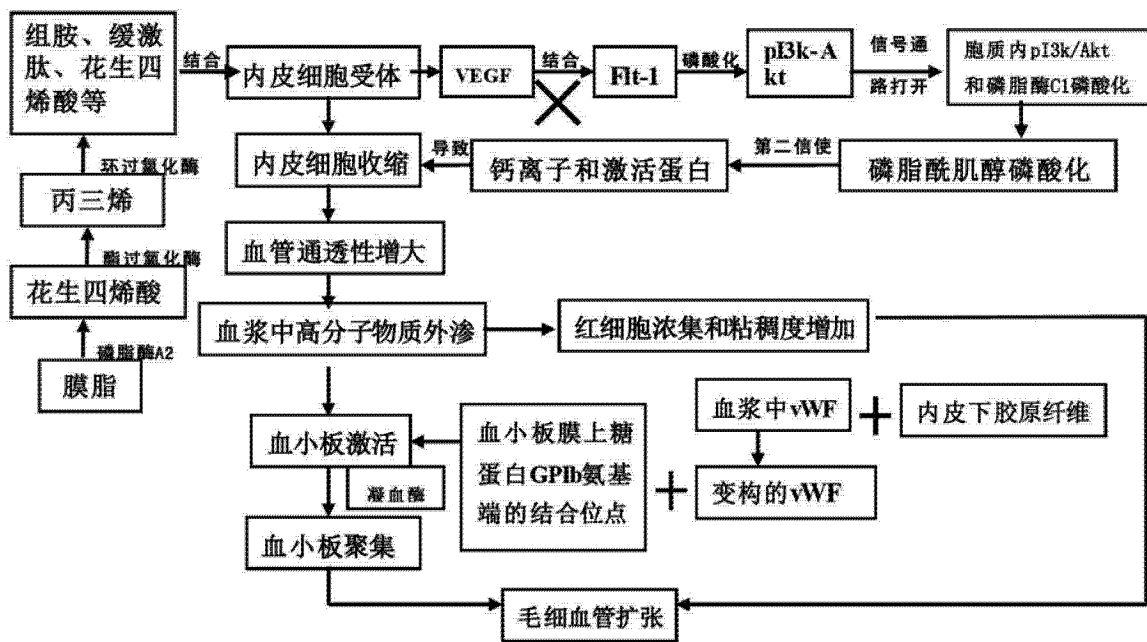 组胺、缓激
肽、花生四
烯酸等
结合
内皮细胞受体
VEGF
结合
Flt-1
磷酸化
pI3k-A
kt
信号通
路打开
胞质内pI3k/Akt
和磷脂酶C1磷酸化
环过氧化酶
内皮细胞收缩
导致
钙离子和激活蛋白
第二信使
磷脂酰肌醇磷酸化
丙三烯
酯过氧化酶
血管通透性增大
花生四烯酸
血浆中高分子物质外渗
红细胞浓集和粘稠度增加
磷脂酶A2
膜脂
血浆中vWF
内皮下胶原纤维
血小板激活
血小板膜上糖
蛋白GPIb氨基
端的结合位点
变构的vWF
凝血酶
血小板聚集
毛细血管扩张